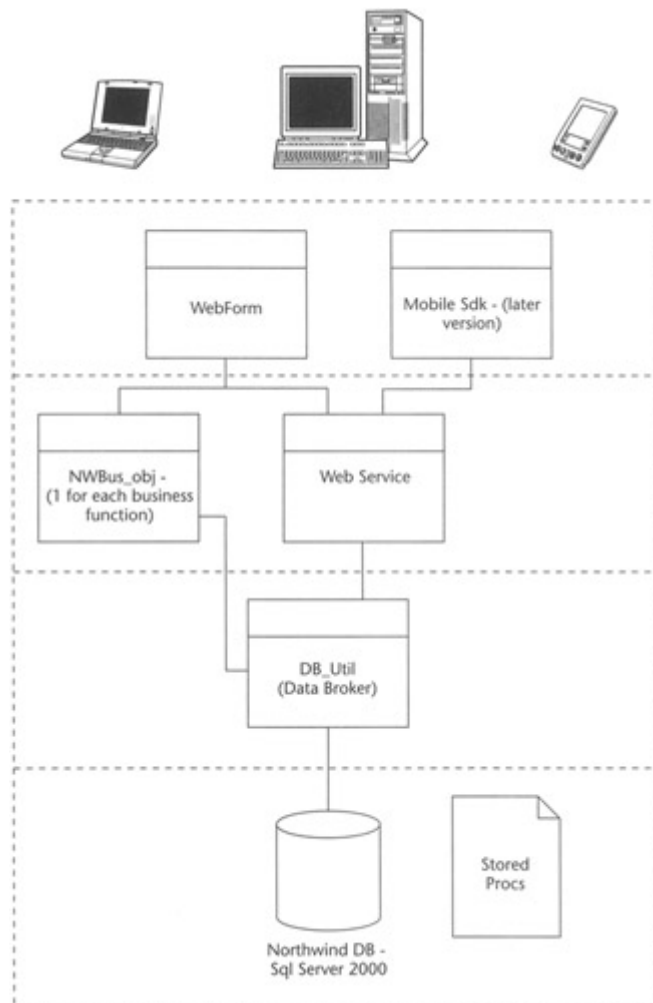 WebForm
Mobile Sdk - (later
version)
NWBus_obj -
(1 for each business
function)
Web Service
DB_Util
(Data Broker)
Stored
Procs
Northwind DB -
Sql Server 2000